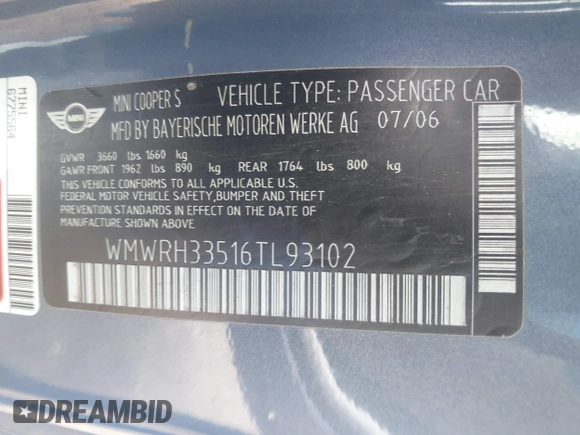 MINI COOPER S VEHICLE TYPE: PASSENGER CAR
MFD BY BAYERISCHE MOTOREN WERKE AG 07/06
GVWR 3660 lbs 1660 kg
GAWR:FRONT 1962 lbs 890 kg REAR 1764 lbs 800 kg
THIS VEHICLE CONFORMS TO ALL APPLICABLE U.S.
FEDERAL MOTOR VEHICLE SAFETY,BUMPER AND THEFT
PREVENTION STANDARDS IN EFFECT ON THE DATE OF
MANUFACTURE SHOWN ABOVE.
WMWRH33516TL93102
MINI
MINI
6Z2Z5564
DREAMBID